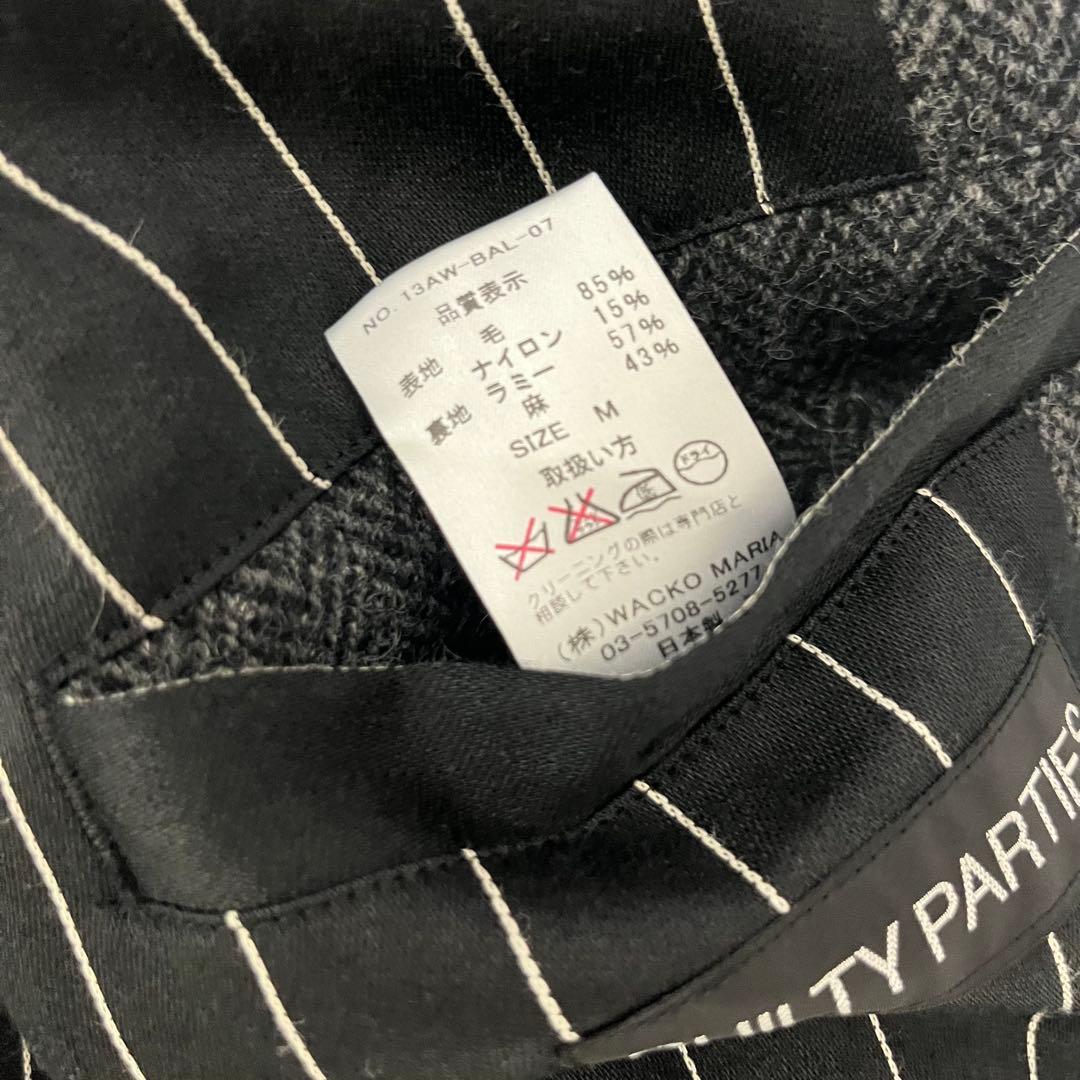 NO. 13AW-BAL-07
品質表示
表地 毛 85%
ナイロン 15%
裏地 ラミー 57%
麻 43%
SIZE M
取扱い方
ドライ
クリーニングの際は専門店と
相談して下さい。
(株)WACKO MARIA
03-5708-5277
日本製
PARTIES